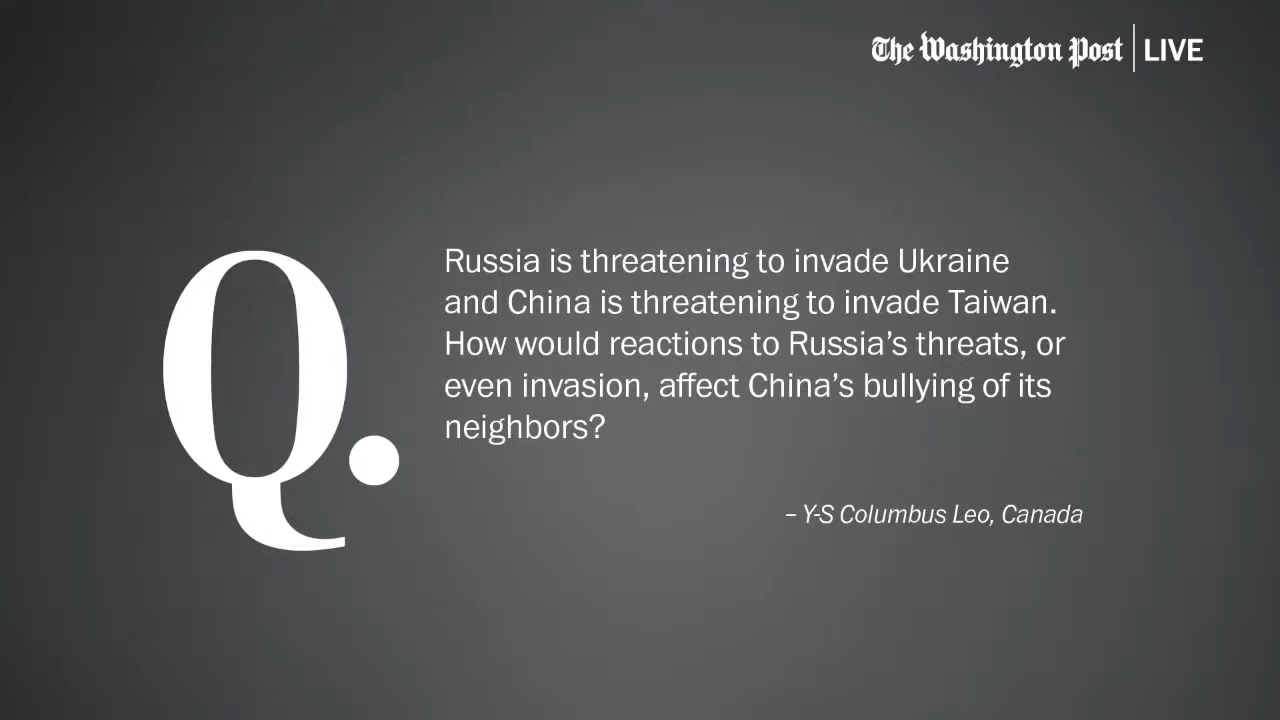 The Washington Post LIVE
Q.
Russia is threatening to invade Ukraine
and China is threatening to invade Taiwan.
How would reactions to Russia’s threats, or
even invasion, affect China’s bullying of its
neighbors?
– Y-S Columbus Leo, Canada